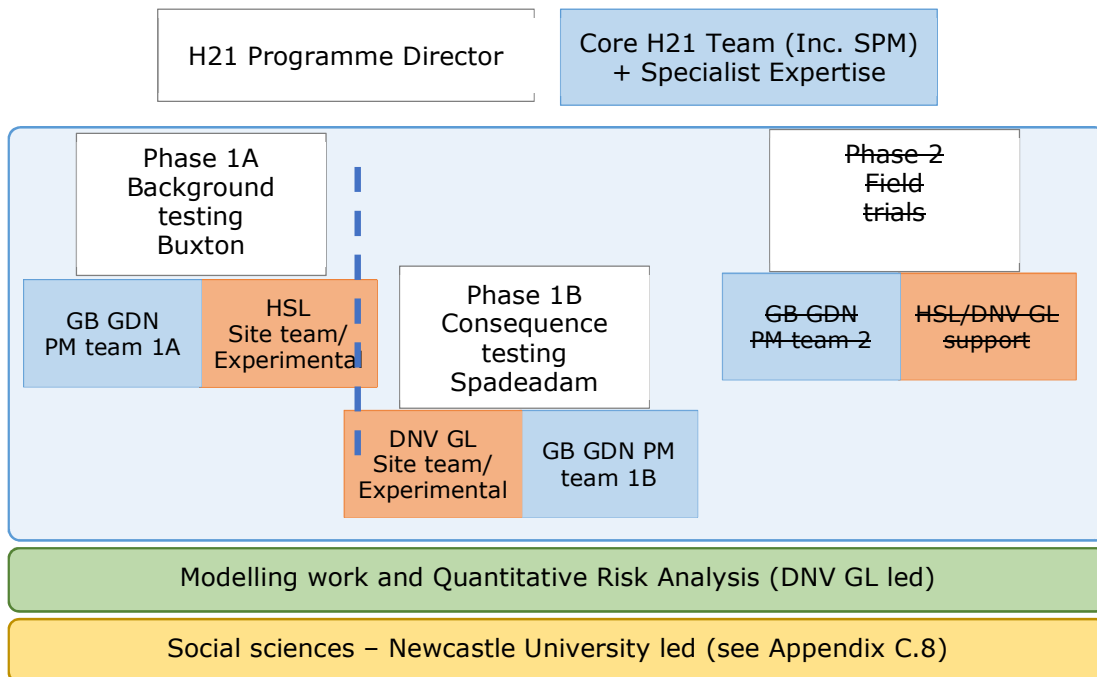 H21 Programme Director
Core H21 Team (Inc. SPM)
+ Specialist Expertise
Phase 1A
Background
testing
Buxton
GB GDN
PM team 1A
HSL
Site team/
Experimental
Phase 1B
Consequence
testing
Spadeadam
DNV GL
Site team/
Experimental
GB GDN PM
team 1B
Phase 2
Field
trials
GB GDN
PM team 2
HSL/DNV GL
support
Modelling work and Quantitative Risk Analysis (DNV GL led)
Social sciences – Newcastle University led (see Appendix C.8)